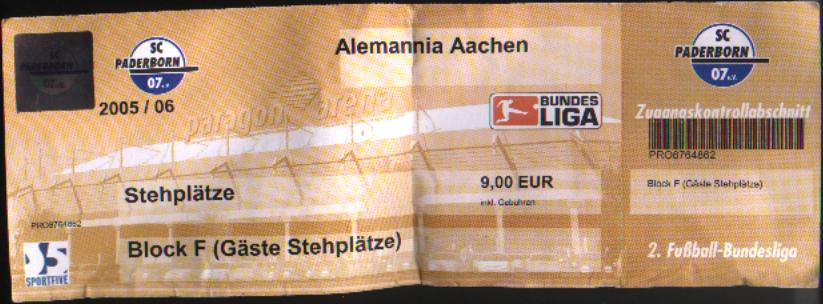 SC
PADERBORN
07 e.V.
2005 / 06
Alemannia Aachen
paragon arena
BUNDES
LIGA
Stehplätze
9,00 EUR
inkl. Gebühren
PRO8764862
Block F (Gäste Stehplätze)
SPORTFIVE
SC
PADERBORN
07 e.V.
Zugangskontrollabschnitt
PRO8764862
Block F (Gäste Stehplätze)
2. Fußball-Bundesliga